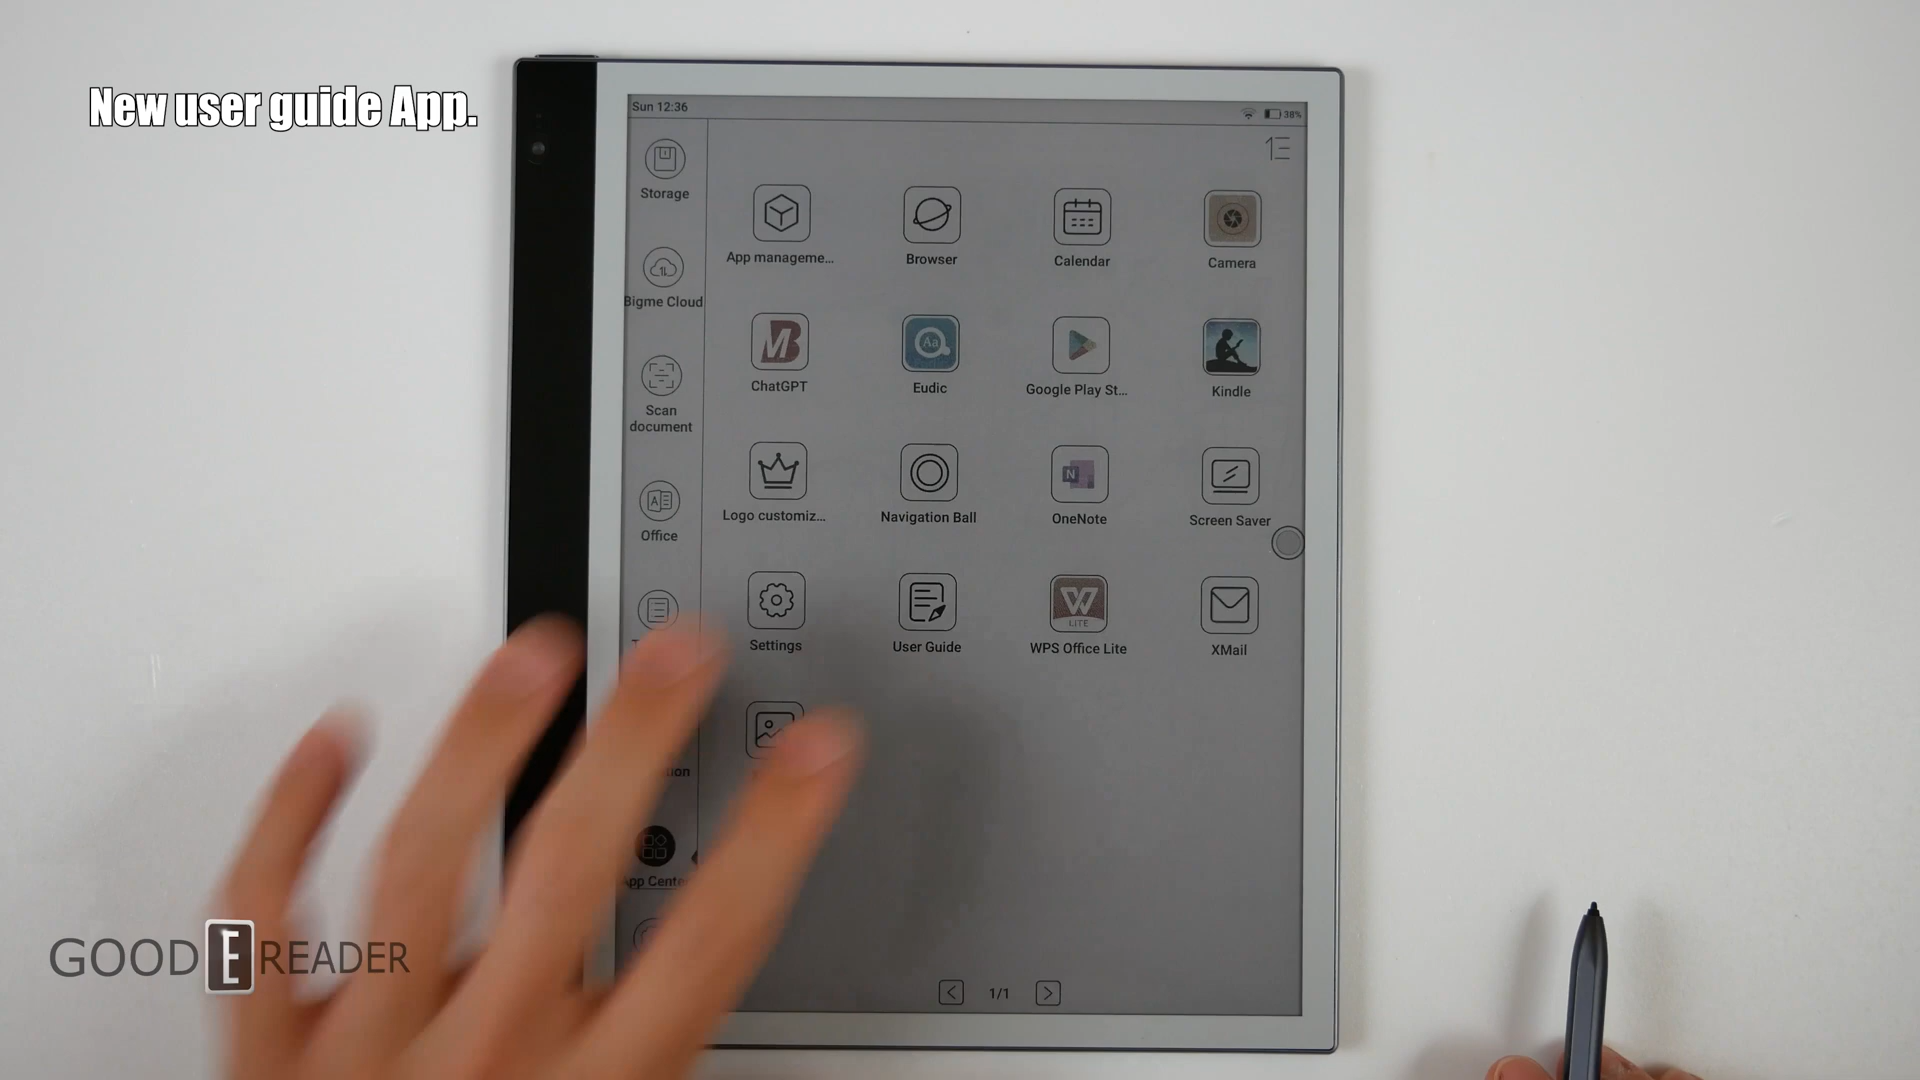 New user guide App.
Sun 12:36
38%
Storage
Bigme Cloud
Scan
document
Office
App Center
App manageme...
Browser
Calendar
Camera
ChatGPT
Eudic
Google Play St...
Kindle
Logo customiz...
Navigation Ball
OneNote
Screen Saver
Settings
User Guide
WPS Office Lite
XMail
1/1
GOOD E READER